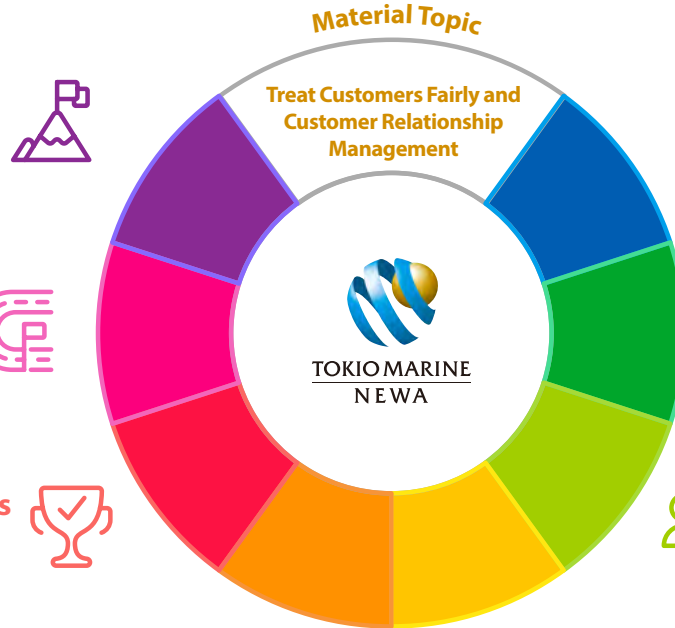 Material Topic
Treat Customers Fairly and
Customer Relationship
Management
TOKIO MARINE
NEWA
s